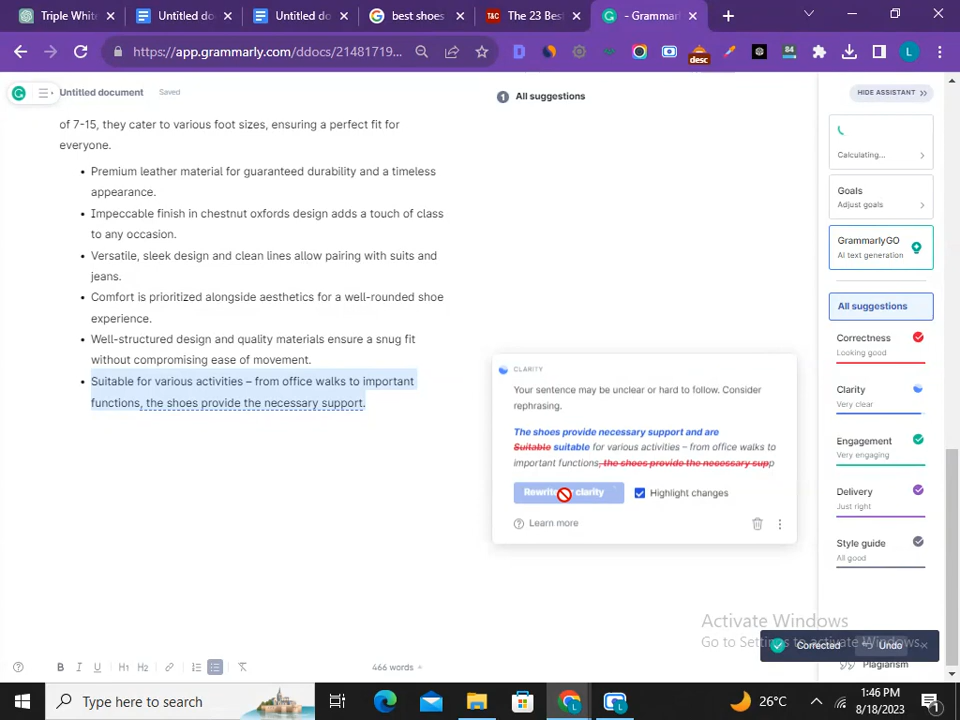 Triple White
Untitled doc
Untitled do
best shoes
The 23 Best
- Grammarly
https://app.grammarly.com/ddocs/21481719...
desc
84
L
Untitled document
Saved
1 All suggestions
HIDE ASSISTANT
of 7-15, they cater to various foot sizes, ensuring a perfect fit for
everyone.
• Premium leather material for guaranteed durability and a timeless
appearance.
• Impeccable finish in chestnut oxfords design adds a touch of class
to any occasion.
• Versatile, sleek design and clean lines allow pairing with suits and
jeans.
• Comfort is prioritized alongside aesthetics for a well-rounded shoe
experience.
• Well-structured design and quality materials ensure a snug fit
without compromising ease of movement.
• Suitable for various activities – from office walks to important
functions, the shoes provide the necessary support.
CLARITY
Your sentence may be unclear or hard to follow. Consider
rephrasing.
The shoes provide necessary support and are
Suitable suitable for various activities – from office walks to
important functions, the shoes provide the necessary supp
clarity
Highlight changes
Learn more
Calculating...
Goals
Adjust goals
GrammarlyGO
AI text generation
All suggestions
Correctness
Looking good
Clarity
Very clear
Engagement
Very engaging
Delivery
Just right
Style guide
All good
Activate Windows
Go to Settings to activate Windows.
Corrected
Undo
Plagiarism
B I U H1 H2
466 words
Type here to search
L
L
26°C
1:46 PM
8/18/2023
1